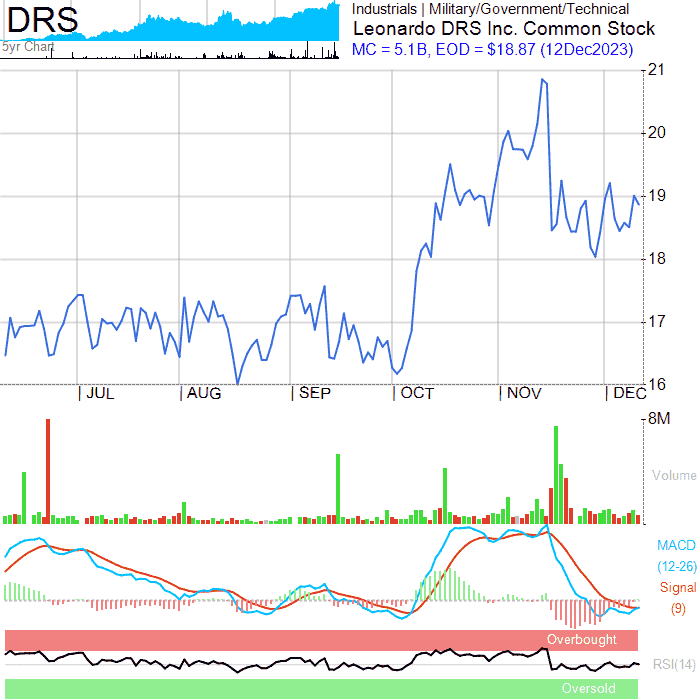 DRS
5yr Chart
Industrials | Military/Government/Technical
Leonardo DRS Inc. Common Stock
MC = 5.1B, EOD = $18.87 (12Dec2023)
21
20
19
18
17
16
JUL AUG SEP OCT NOV DEC
8M
Volume
MACD
(12-26)
Signal
(9)
Overbought
RSI(14)
Oversold